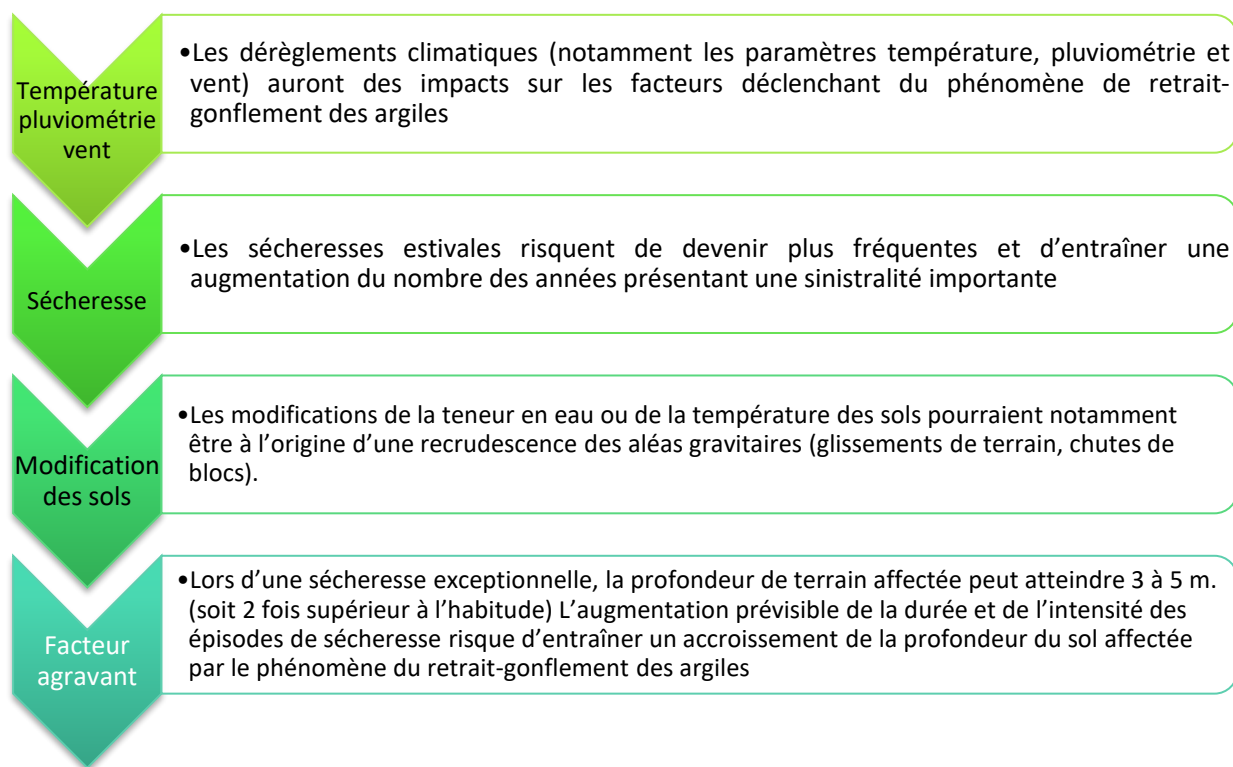 Température
pluviométrie
vent
•Les dérèglements climatiques (notamment les paramètres température, pluviométrie et
vent) auront des impacts sur les facteurs déclenchant du phénomène de retrait-
gonflement des argiles
Sécheresse
•Les sécheresses estivales risquent de devenir plus fréquentes et d’entraîner une
augmentation du nombre des années présentant une sinistralité importante
Modification
des sols
•Les modifications de la teneur en eau ou de la température des sols pourraient notamment
être à l’origine d’une recrudescence des aléas gravitaires (glissements de terrain, chutes de
blocs).
Facteur
agravant
•Lors d’une sécheresse exceptionnelle, la profondeur de terrain affectée peut atteindre 3 à 5 m.
(soit 2 fois supérieur à l’habitude) L’augmentation prévisible de la durée et de l’intensité des
épisodes de sécheresse risque d’entraîner un accroissement de la profondeur du sol affectée
par le phénomène du retrait-gonflement des argiles